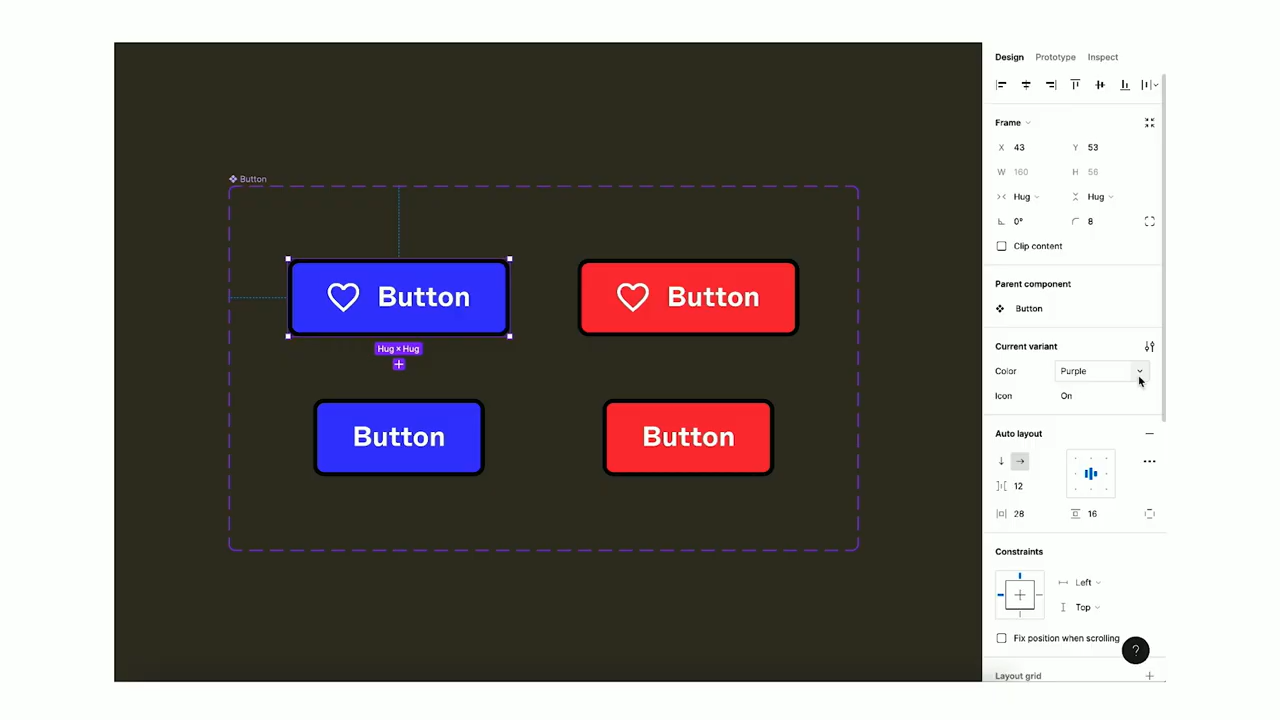 Design Prototype Inspect
Frame
X 43 Y 53
W 160 H 56
Hug Hug
0° 8
Clip content
Parent component
Button
Current variant
Color Purple
Icon On
Auto layout
12
28 16
Constraints
Left
Top
Fix position when scrolling
?
Layout grid
Button
Button
Button
Hug × Hug
Button
Button